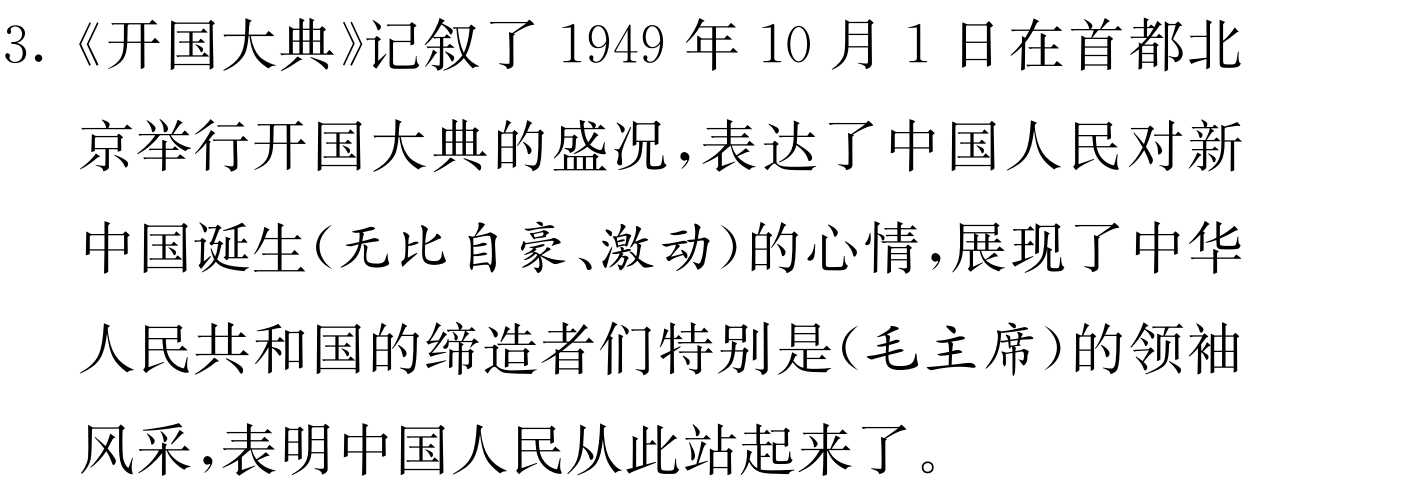 3.《开国大典》记叙了 1949 年 10 月 1 日在首都北
京举行开国大典的盛况,表达了中国人民对新
中国诞生(无比自豪、激动)的心情,展现了中华
人民共和国的缔造者们特别是(毛主席)的领袖
风采,表明中国人民从此站起来了。